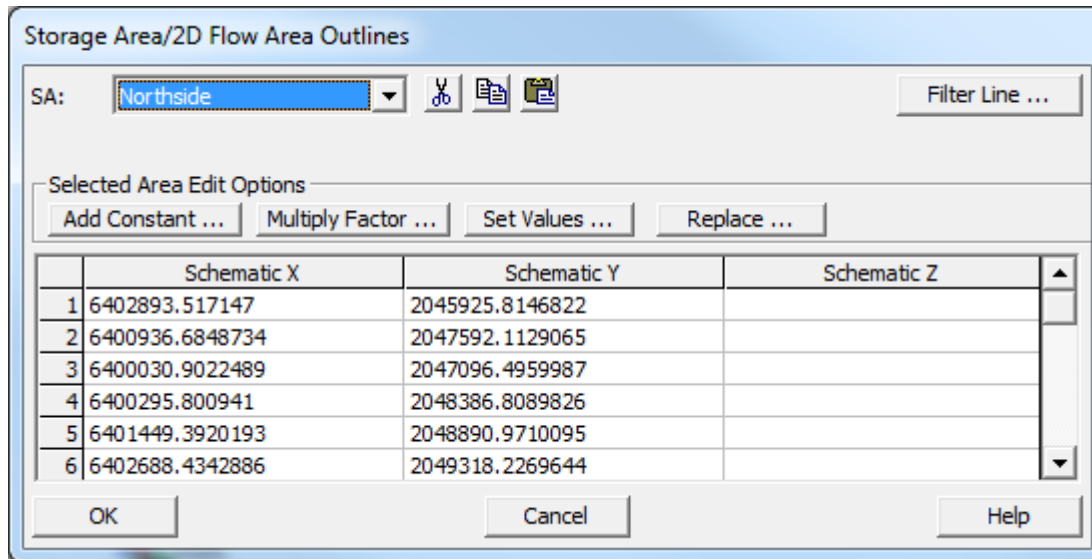 Storage Area/2D Flow Area Outlines
SA: Northside Filter Line ...
Selected Area Edit Options
Add Constant ... Multiply Factor ... Set Values ... Replace ...
Schematic X Schematic Y Schematic Z
1 6402893.517147 2045925.8146822
2 6400936.6848734 2047592.1129065
3 6400030.9022489 2047096.4959987
4 6400295.800941 2048386.8089826
5 6401449.3920193 2048890.9710095
6 6402688.4342886 2049318.2269644
OK Cancel Help